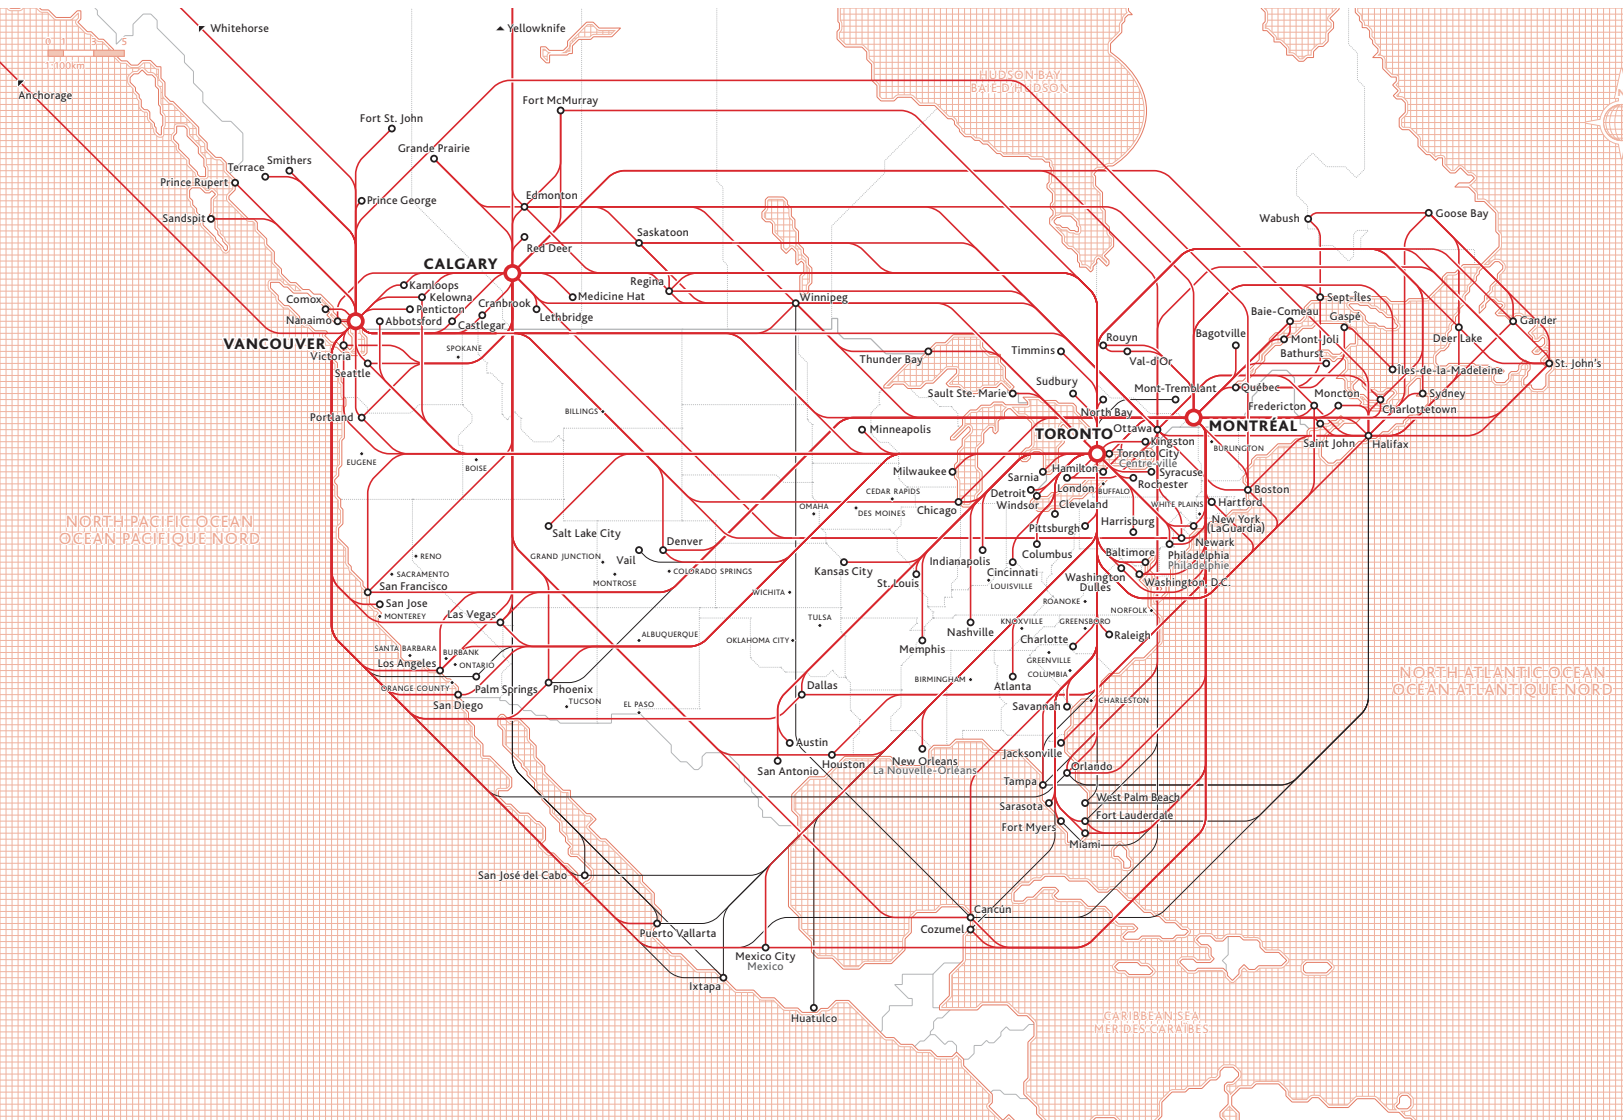 Whitehorse
Yellowknife
0 1 3 5
1:100km
Anchorage
HUDSON BAY
BAIE D'HUDSON
Fort McMurray
Fort St. John
Grande Prairie
Smithers
Terrace
Prince Rupert
Edmonton
Prince George
Sandspit
Wabush
Goose Bay
Saskatoon
Red Deer
CALGARY
Regina
Kamloops
Kelowna
Medicine Hat
Winnipeg
Sept-Îles
Comox
Cranbrook
Penticton
Lethbridge
Baie-Comeau
Gaspé
Gander
Nanaimo
Abbotsford
Castlegar
VANCOUVER
Rouyn
Bagotville
Mont-Joli
Deer Lake
Victoria
SPOKANE
Thunder Bay
Timmins
Val-d'Or
Bathurst
St. John's
Seattle
Îles-de-la-Madeleine
Sudbury
Mont-Tremblant
Québec
Sault Ste. Marie
Moncton
Sydney
BILLINGS
North Bay
Fredericton
Charlottetown
Portland
Minneapolis
TORONTO
Ottawa
MONTRÉAL
Saint John
Halifax
Kingston
BURLINGTON
EUGENE
Toronto City
Centre-ville
BOISE
Milwaukee
Hamilton
Syracuse
Sarnia
Rochester
London
Detroit
BUFFALO
Boston
CEDAR RAPIDS
Windsor
Cleveland
WHITE PLAINS
Hartford
OMAHA
DES MOINES
Chicago
NORTH PACIFIC OCEAN
OCÉAN PACIFIQUE NORD
Salt Lake City
Pittsburgh
Harrisburg
New York
(LaGuardia)
Denver
Newark
RENO
GRAND JUNCTION
Vail
Columbus
Baltimore
Philadelphia
Philadelphie
Indianapolis
SACRAMENTO
MONTROSE
COLORADO SPRINGS
Kansas City
St. Louis
Cincinnati
LOUISVILLE
Washington
Dulles
Washington, D.C.
San Francisco
WICHITA
San Jose
ROANOKE
NORFOLK
MONTEREY
Las Vegas
TULSA
KNOXVILLE
GREENSBORO
Nashville
Raleigh
SANTA BARBARA
BURBANK
ALBUQUERQUE
OKLAHOMA CITY
Memphis
Charlotte
Los Angeles
ONTARIO
GREENVILLE
COLUMBIA
NORTH ATLANTIC OCEAN
OCÉAN ATLANTIQUE NORD
ORANGE COUNTY
Palm Springs
Phoenix
BIRMINGHAM
Atlanta
Dallas
San Diego
TUCSON
EL PASO
Savannah
CHARLESTON
Austin
Jacksonville
San Antonio
Houston
New Orleans
La Nouvelle-Orléans
Orlando
Tampa
West Palm Beach
Sarasota
Fort Lauderdale
Fort Myers
Miami
San José del Cabo
Cancún
Puerto Vallarta
Cozumel
Mexico City
Mexico
Ixtapa
Huatulco
CARIBBEAN SEA
MER DES CARAÏBES